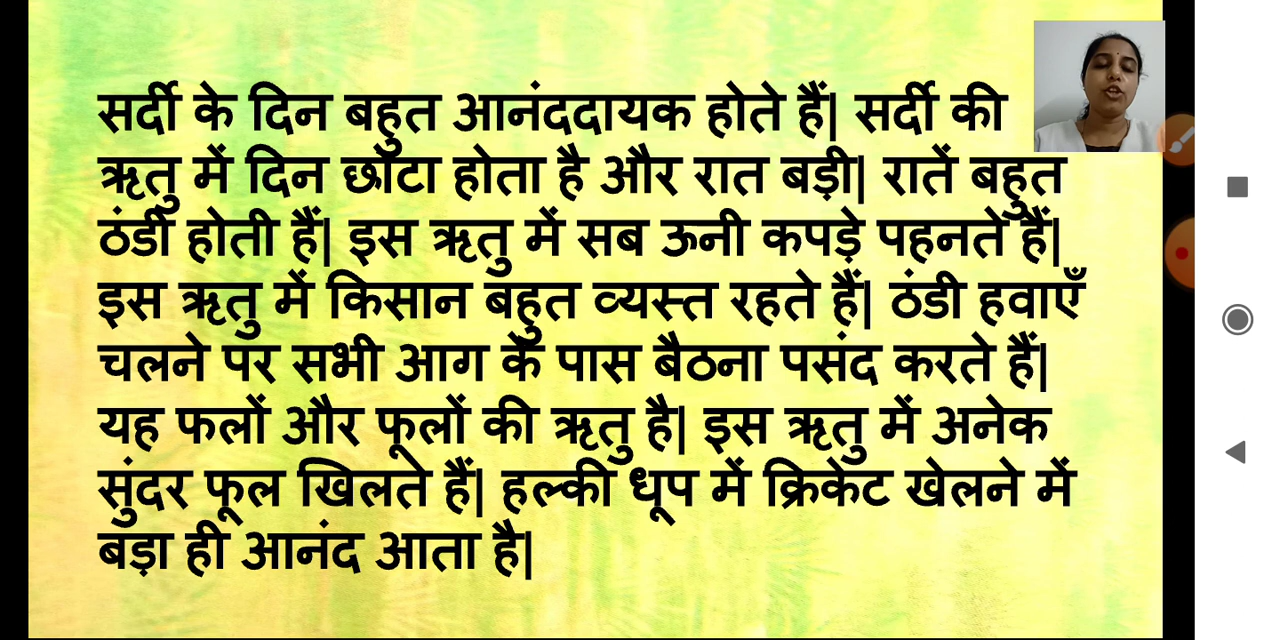 सर्दी के दिन बहुत आनंददायक होते हैं| सर्दी की
ऋतु में दिन छोटा होता है और रात बड़ी| रातें बहुत
ठंडी होती हैं| इस ऋतु में सब ऊनी कपड़े पहनते हैं|
इस ऋतु में किसान बहुत व्यस्त रहते हैं| ठंडी हवाएँ
चलने पर सभी आग के पास बैठना पसंद करते हैं|
यह फलों और फूलों की ऋतु है| इस ऋतु में अनेक
सुंदर फूल खिलते हैं| हल्की धूप में क्रिकेट खेलने में
बड़ा ही आनंद आता है|